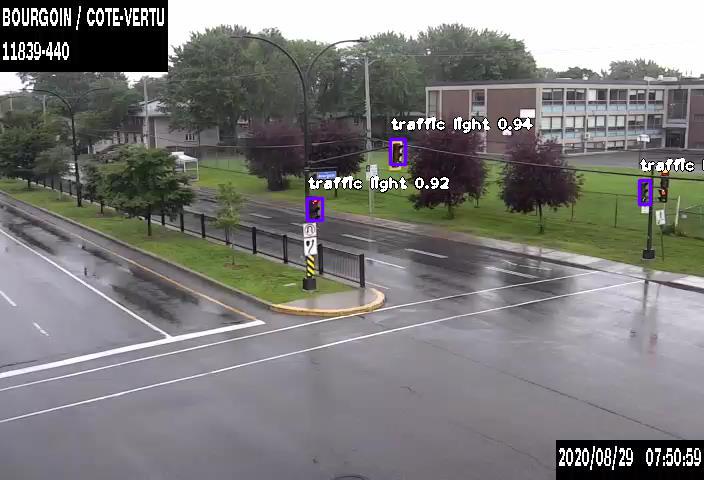 BOURGOIN / COTE-VERTU
11839-440
traffic light 0.94
traffic l
traffic light 0.92
2020/08/29 07:50:59